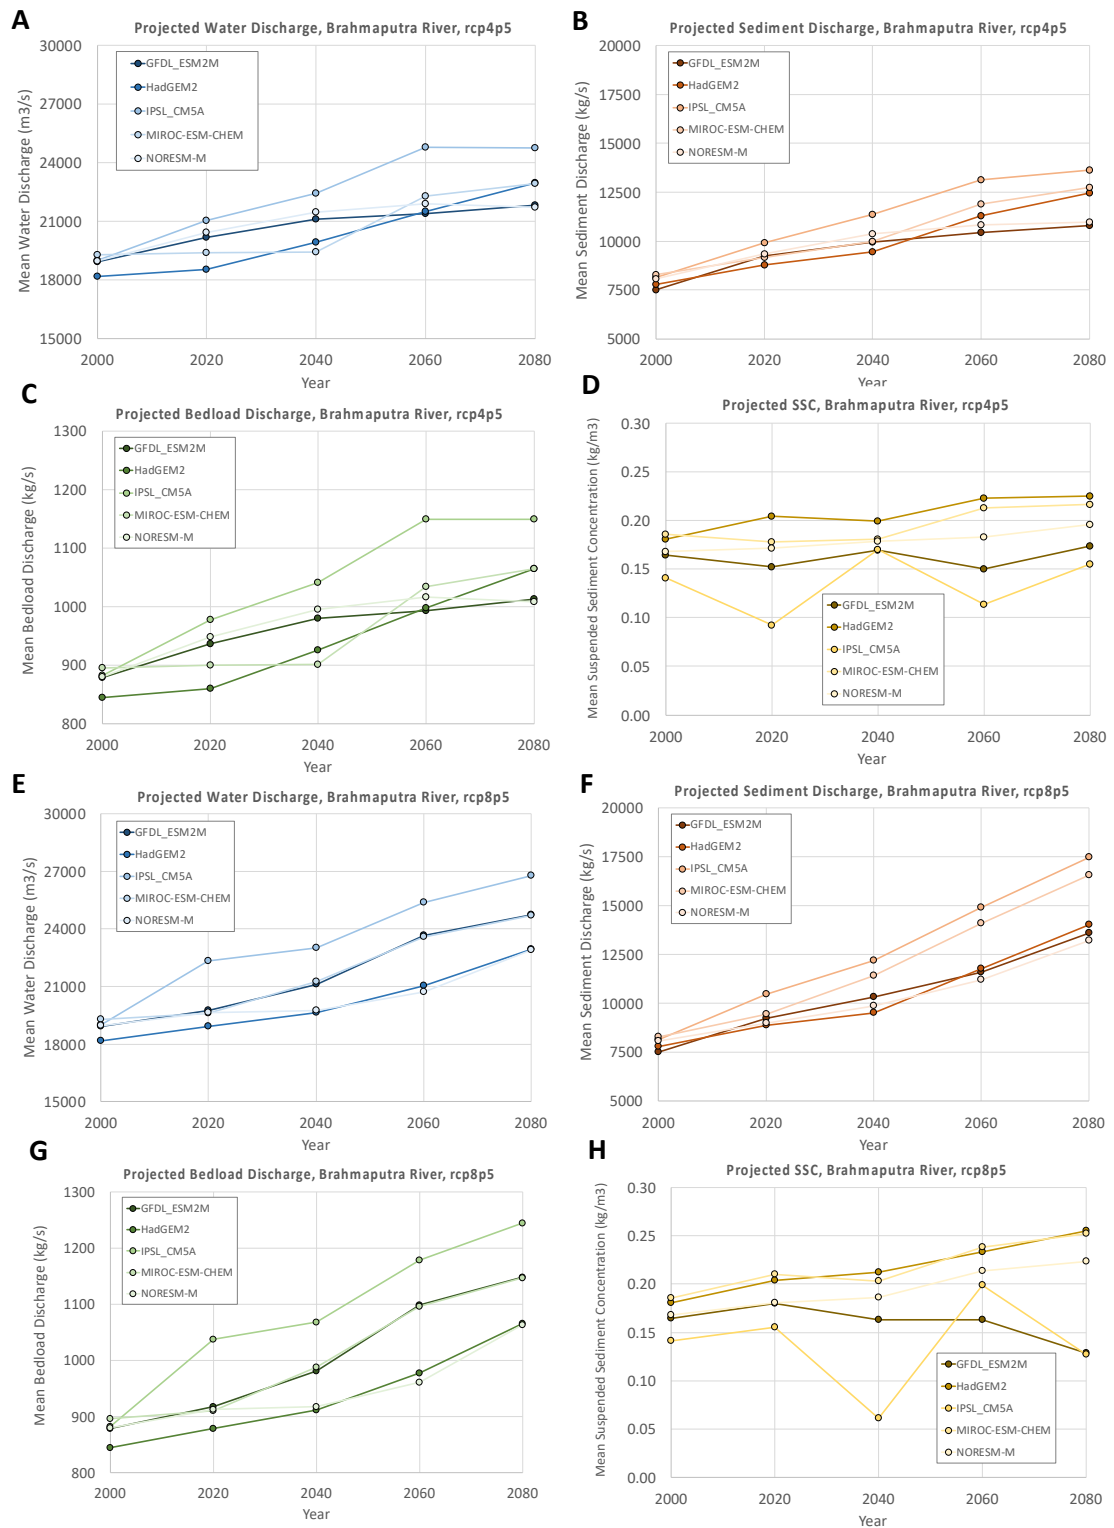 A
Projected Water Discharge, Brahmaputra River, rcp4p5
Mean Water Discharge (m3/s)
30000
27000
24000
21000
18000
15000
GFDL_ESM2M
HadGEM2
IPSL_CM5A
MIROC-ESM-CHEM
NORESM-M
2000 2020 2040 2060 2080
Year
B
Projected Sediment Discharge, Brahmaputra River, rcp4p5
Mean Sediment Discharge (kg/s)
20000
17500
15000
12500
10000
7500
5000
GFDL_ESM2M
HadGEM2
IPSL_CM5A
MIROC-ESM-CHEM
NORESM-M
2000 2020 2040 2060 2080
Year
C
Projected Bedload Discharge, Brahmaputra River, rcp4p5
Mean Bedload Discharge (kg/s)
1300
1200
1100
1000
900
800
GFDL_ESM2M
HadGEM2
IPSL_CM5A
MIROC-ESM-CHEM
NORESM-M
2000 2020 2040 2060 2080
Year
D
Projected SSC, Brahmaputra River, rcp4p5
Mean Suspended Sediment Concentration (kg/m3)
0.30
0.25
0.20
0.15
0.10
0.05
0.00
GFDL_ESM2M
HadGEM2
IPSL_CM5A
MIROC-ESM-CHEM
NORESM-M
2000 2020 2040 2060 2080
Year
E
Projected Water Discharge, Brahmaputra River, rcp8p5
Mean Water Discharge (m3/s)
30000
27000
24000
21000
18000
15000
GFDL_ESM2M
HadGEM2
IPSL_CM5A
MIROC-ESM-CHEM
NORESM-M
2000 2020 2040 2060 2080
Year
F
Projected Sediment Discharge, Brahmaputra River, rcp8p5
Mean Sediment Discharge (kg/s)
20000
17500
15000
12500
10000
7500
5000
GFDL_ESM2M
HadGEM2
IPSL_CM5A
MIROC-ESM-CHEM
NORESM-M
2000 2020 2040 2060 2080
Year
G
Projected Bedload Discharge, Brahmaputra River, rcp8p5
Mean Bedload Discharge (kg/s)
1300
1200
1100
1000
900
800
GFDL_ESM2M
HadGEM2
IPSL_CM5A
MIROC-ESM-CHEM
NORESM-M
2000 2020 2040 2060 2080
Year
H
Projected SSC, Brahmaputra River, rcp8p5
Mean Suspended Sediment Concentration (kg/m3)
0.30
0.25
0.20
0.15
0.10
0.05
0.00
GFDL_ESM2M
HadGEM2
IPSL_CM5A
MIROC-ESM-CHEM
NORESM-M
2000 2020 2040 2060 2080
Year